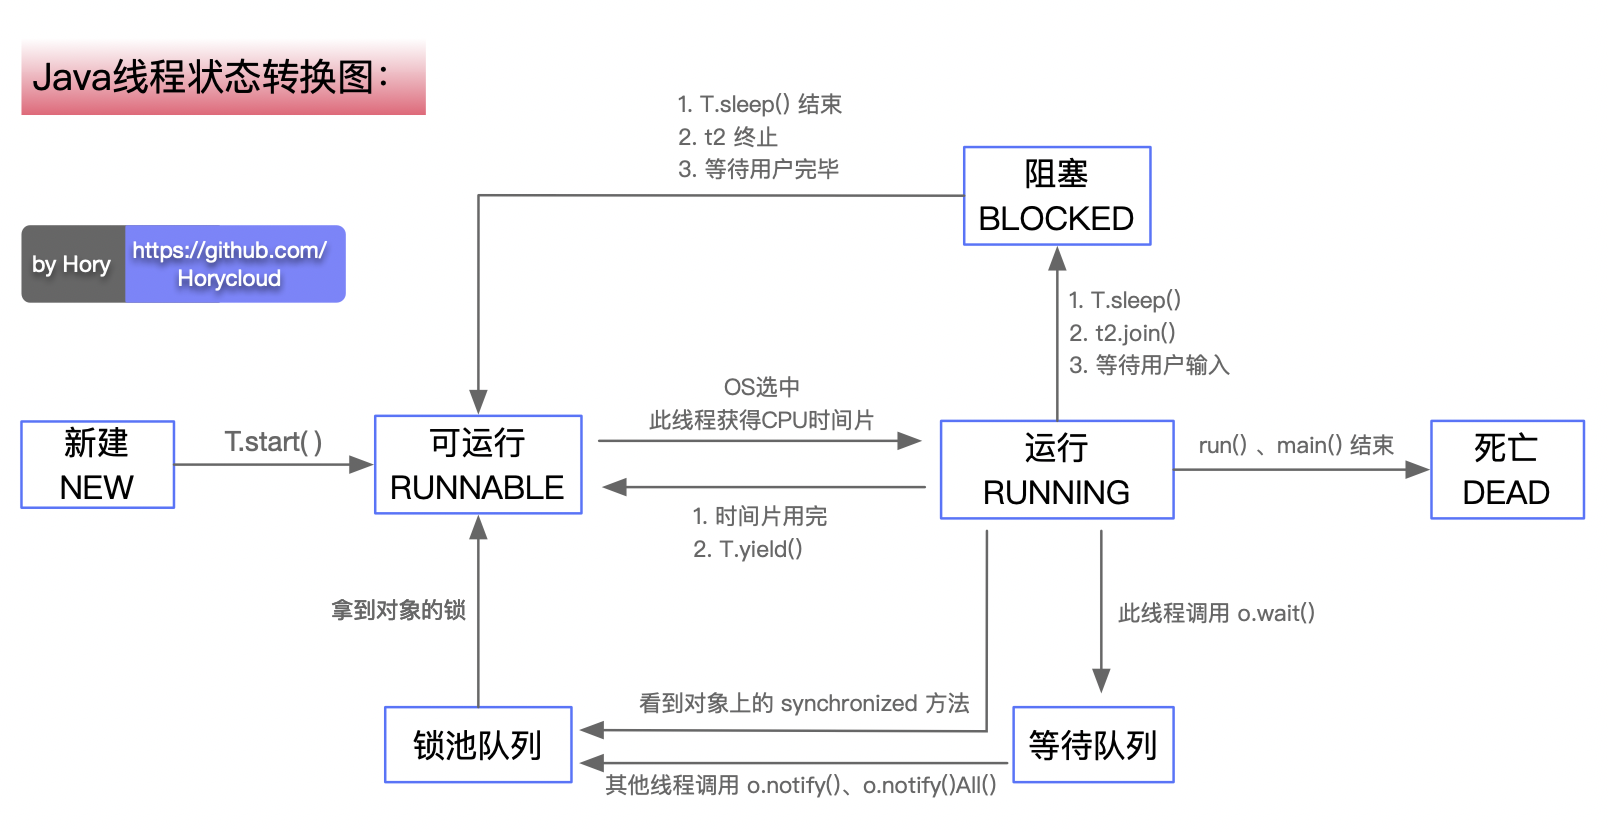 Java线程状态转换图：
1. T.sleep() 结束
2. t2 终止
3. 等待用户完毕
阻塞
BLOCKED
by Hory
https://github.com/
Horycloud
1. T.sleep()
2. t2.join()
3. 等待用户输入
OS选中
此线程获得CPU时间片
新建
NEW
T.start( )
可运行
RUNNABLE
运行
RUNNING
run() 、main() 结束
死亡
DEAD
1. 时间片用完
2. T.yield()
拿到对象的锁
此线程调用 o.wait()
看到对象上的 synchronized 方法
锁池队列
等待队列
其他线程调用 o.notify()、o.notify()All()